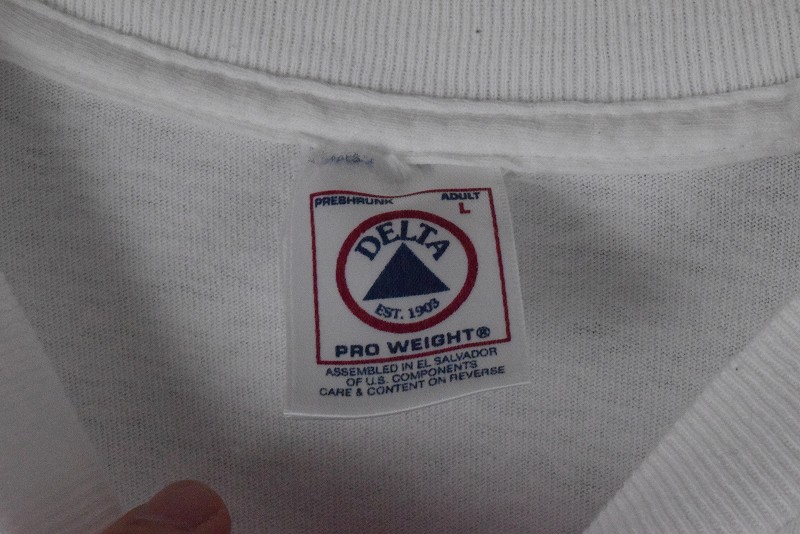 PRESHRUNK ADULT
L
DELTA
EST. 1903
PRO WEIGHT®
ASSEMBLED IN EL SALVADOR
OF U.S. COMPONENTS
CARE & CONTENT ON REVERSE